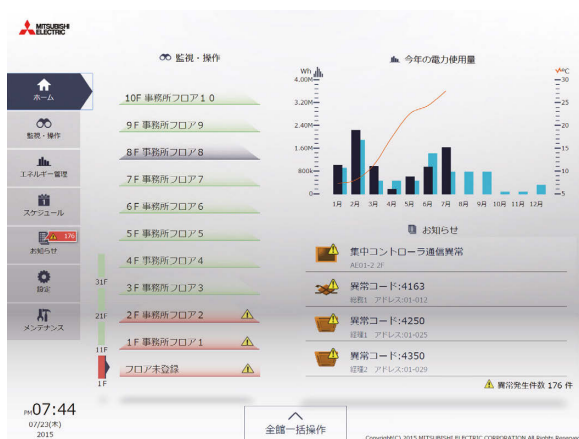 MITSUBISHI
ELECTRIC
監視・操作
今年の電力使用量
Wh
℃
4.00M
3.20M
2.40M
1.60M
800k
0
30
25
20
15
10
5
1月 2月 3月 4月 5月 6月 7月 8月 9月 10月 11月 12月
ホーム
監視・操作
エネルギー管理
スケジュール
176
お知らせ
設定
メンテナンス
10F 事務所フロア10
9F 事務所フロア9
8F 事務所フロア8
7F 事務所フロア7
6F 事務所フロア6
5F 事務所フロア5
4F 事務所フロア4
3F 事務所フロア3
2F 事務所フロア2
1F 事務所フロア1
フロア未登録
31F
21F
11F
1F
お知らせ
集中コントローラ通信異常
AE01-2 2F
異常コード:4163
総務1 アドレス:01-012
異常コード:4250
経理1 アドレス:01-025
異常コード:4350
経理2 アドレス:01-029
異常発生件数 176 件
PM07:44
07/23(木)
2015
全館一括操作
Copyright(C) 2015 MITSUBISHI ELECTRIC CORPORATION All Rights Reserved